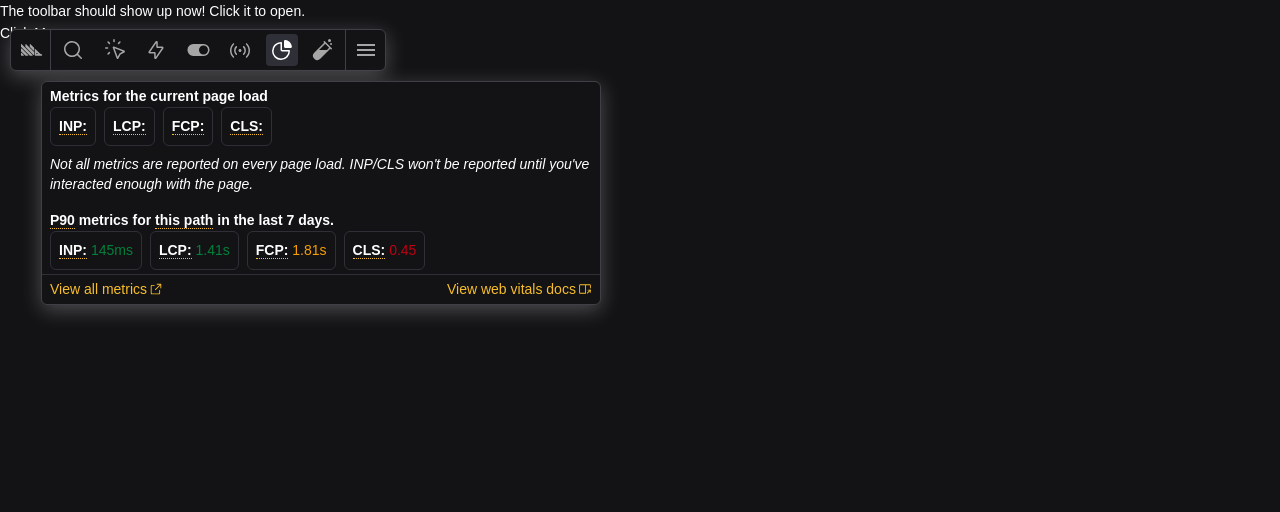 The toolbar should show up now! Click it to open.
Metrics for the current page load
INP: LCP: FCP: CLS:
Not all metrics are reported on every page load. INP/CLS won't be reported until you've
interacted enough with the page.
P90 metrics for this path in the last 7 days.
INP: 145ms LCP: 1.41s FCP: 1.81s CLS: 0.45
View all metrics View web vitals docs